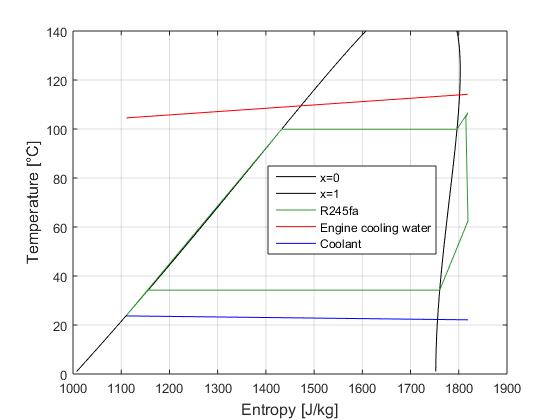 140
120
100
80
60
40
20
0
Temperature [°C]
x=0
x=1
R245fa
Engine cooling water
Coolant
1000 1100 1200 1300 1400 1500 1600 1700 1800 1900
Entropy [J/kg]